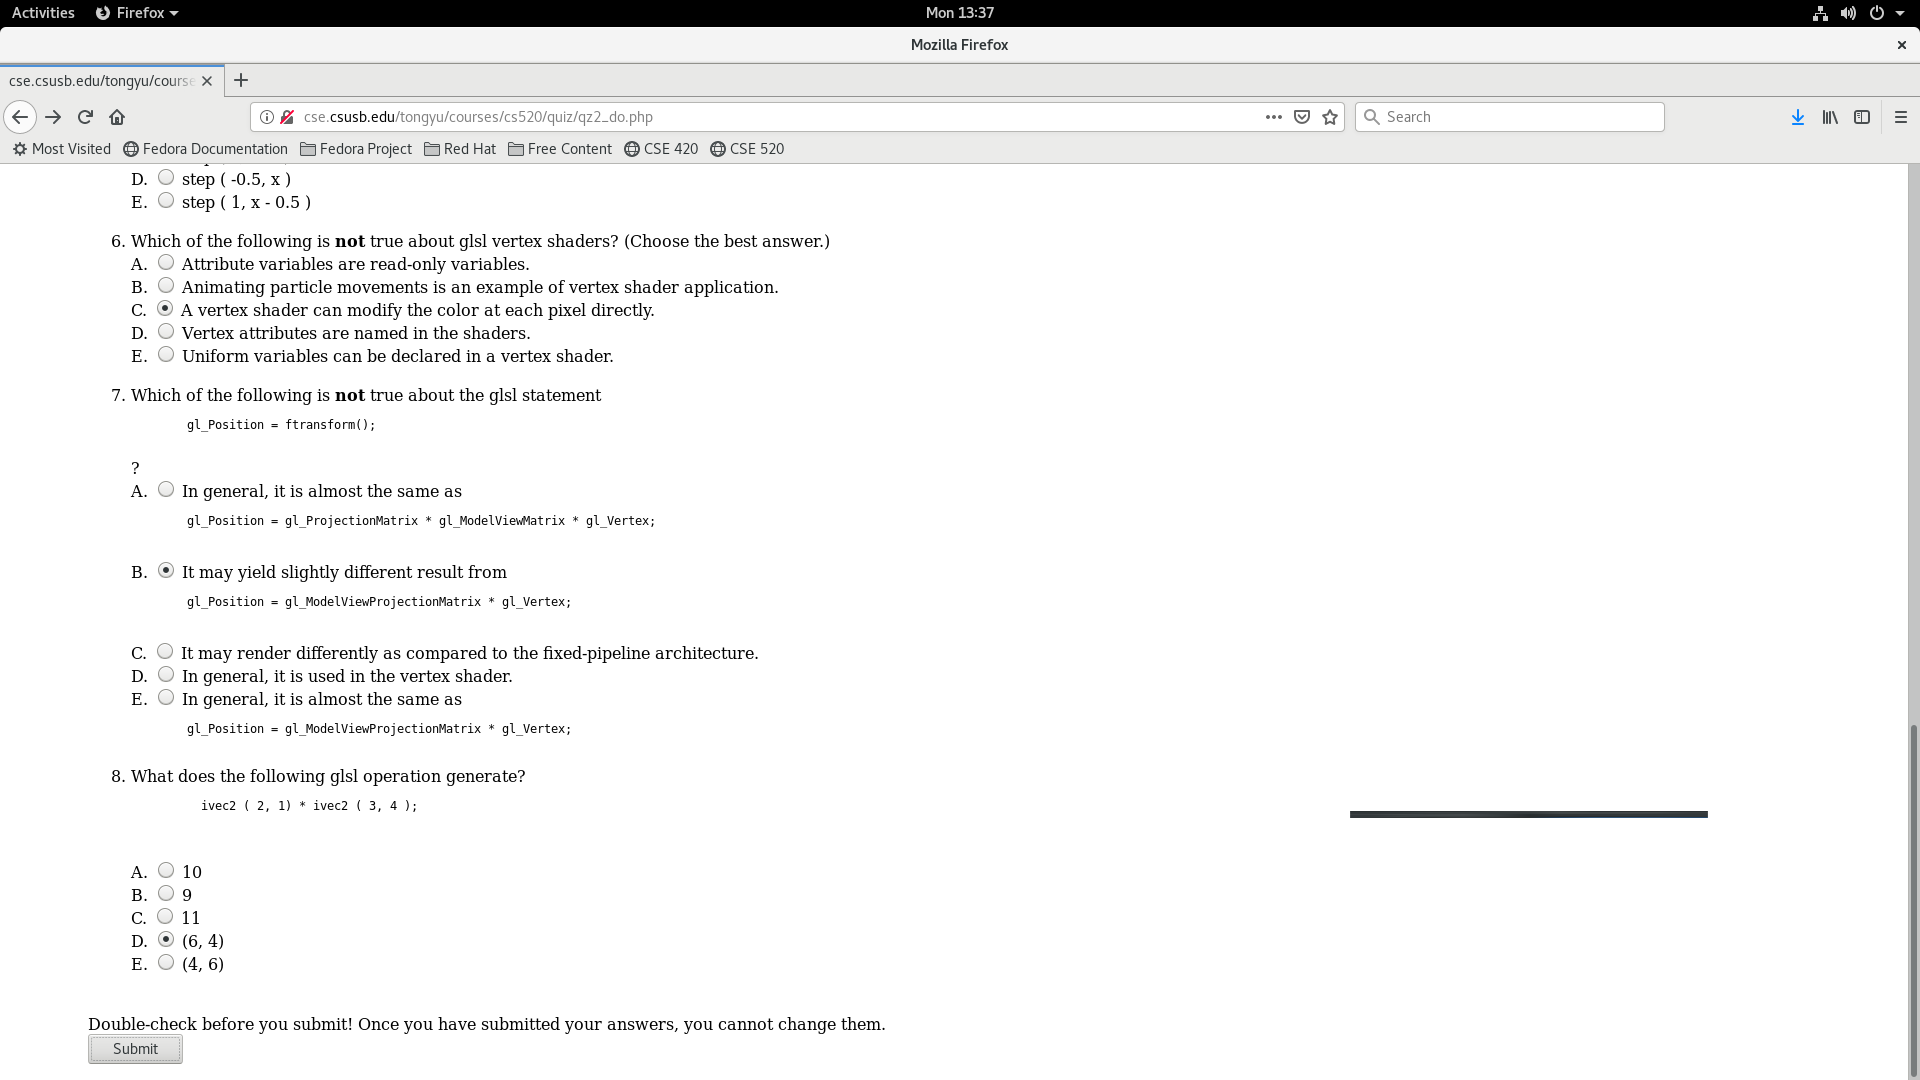 Activities Firefox Mon 13:37
Mozilla Firefox
cse.csusb.edu/tongyu/course
cse.csusb.edu/tongyu/courses/cs520/quiz/qz2_do.php Search
Most Visited Fedora Documentation Fedora Project Red Hat Free Content CSE 420 CSE 520
D. step ( -0.5, x )
E. step ( 1, x - 0.5 )
6. Which of the following is not true about glsl vertex shaders? (Choose the best answer.)
A. Attribute variables are read-only variables.
B. Animating particle movements is an example of vertex shader application.
C. A vertex shader can modify the color at each pixel directly.
D. Vertex attributes are named in the shaders.
E. Uniform variables can be declared in a vertex shader.
7. Which of the following is not true about the glsl statement
gl_Position = ftransform();
?
A. In general, it is almost the same as
gl_Position = gl_ProjectionMatrix * gl_ModelViewMatrix * gl_Vertex;
B. It may yield slightly different result from
gl_Position = gl_ModelViewProjectionMatrix * gl_Vertex;
C. It may render differently as compared to the fixed-pipeline architecture.
D. In general, it is used in the vertex shader.
E. In general, it is almost the same as
gl_Position = gl_ModelViewProjectionMatrix * gl_Vertex;
8. What does the following glsl operation generate?
ivec2 ( 2, 1) * ivec2 ( 3, 4 );
A. 10
B. 9
C. 11
D. (6, 4)
E. (4, 6)
Double-check before you submit! Once you have submitted your answers, you cannot change them.
Submit